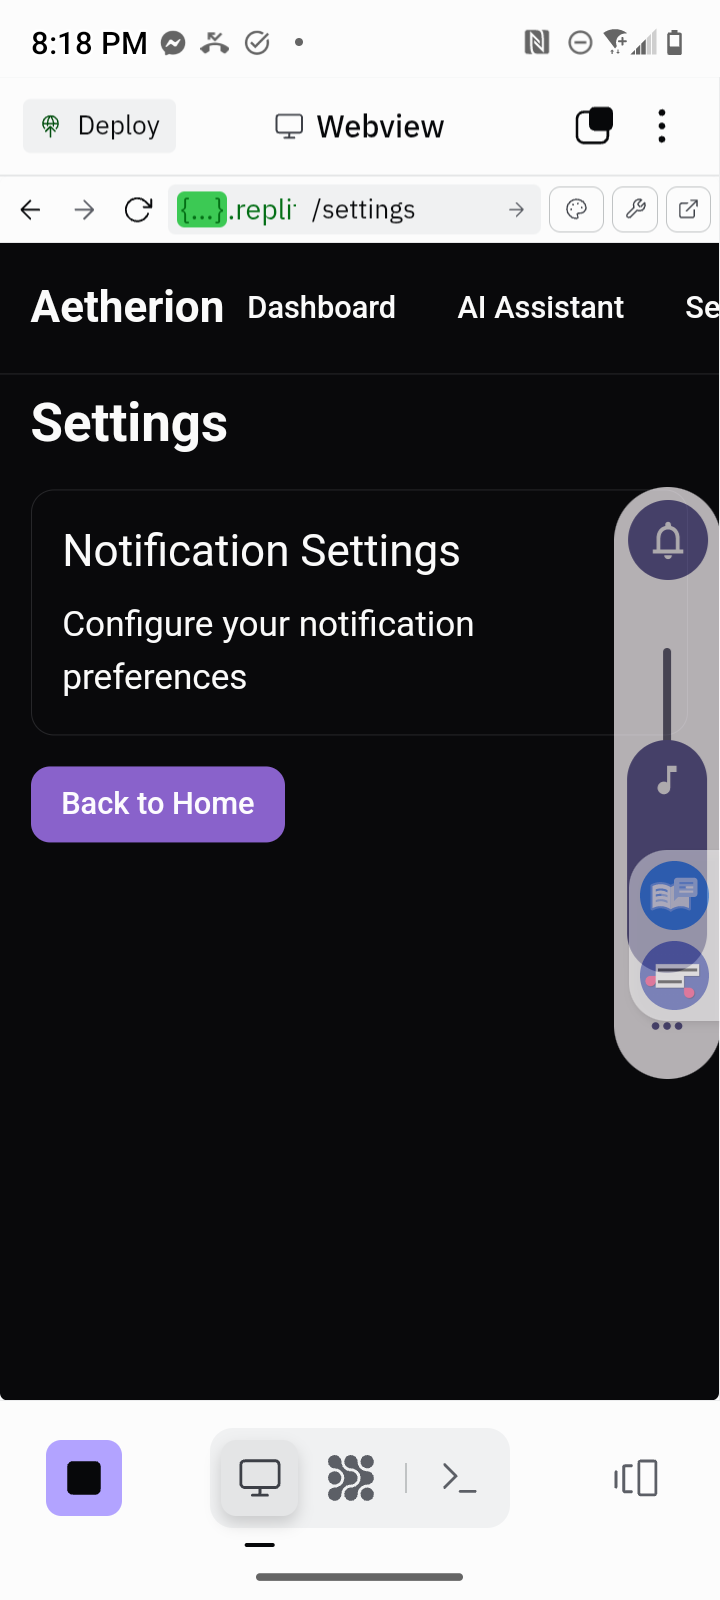 8:18 PM
Deploy
Webview
{...}.repli /settings
Aetherion Dashboard AI Assistant Se
Settings
Notification Settings
Configure your notification
preferences
Back to Home